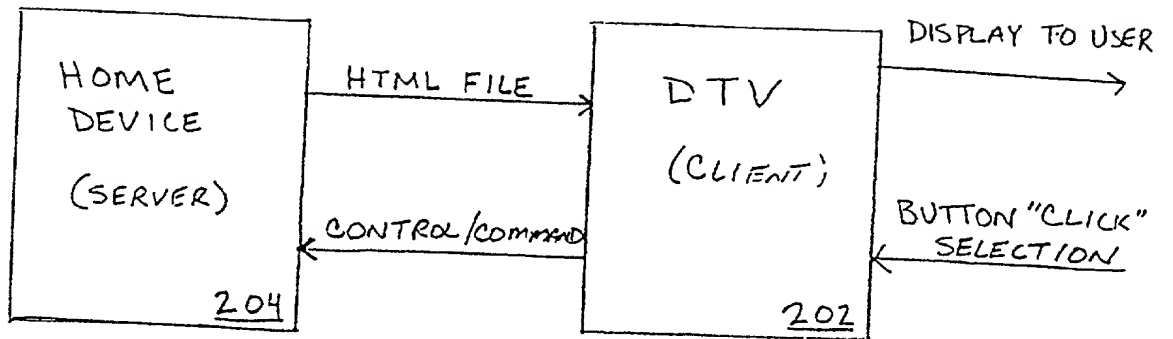 HOME
DEVICE
(SERVER)
204
HTML FILE
CONTROL/COMMAND
DTV
(CLIENT)
202
DISPLAY TO USER
BUTTON "CLICK"
SELECTION